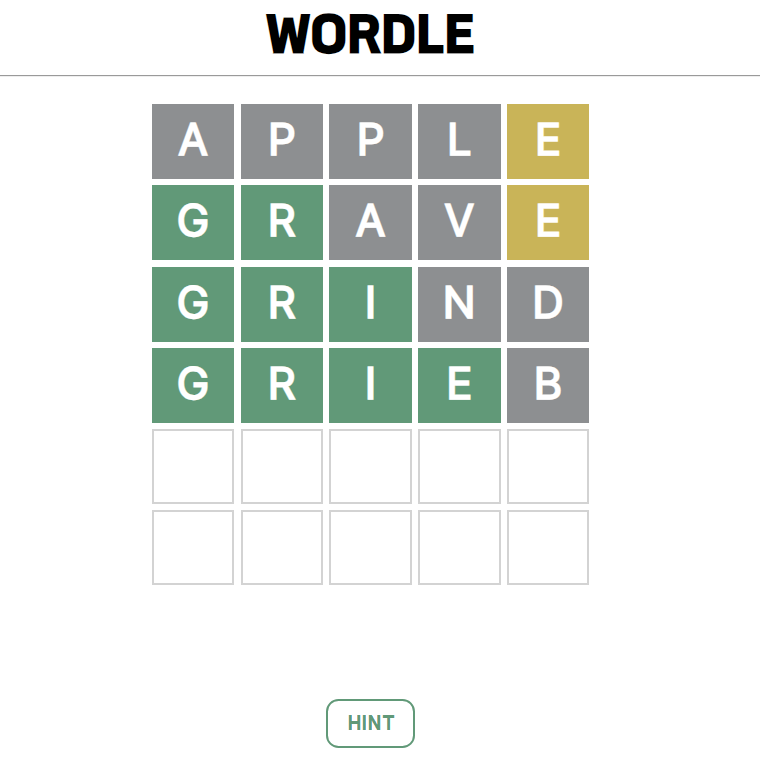 WORDLE
A P P L E
G R A V E
G R I N D
G R I E B
HINT